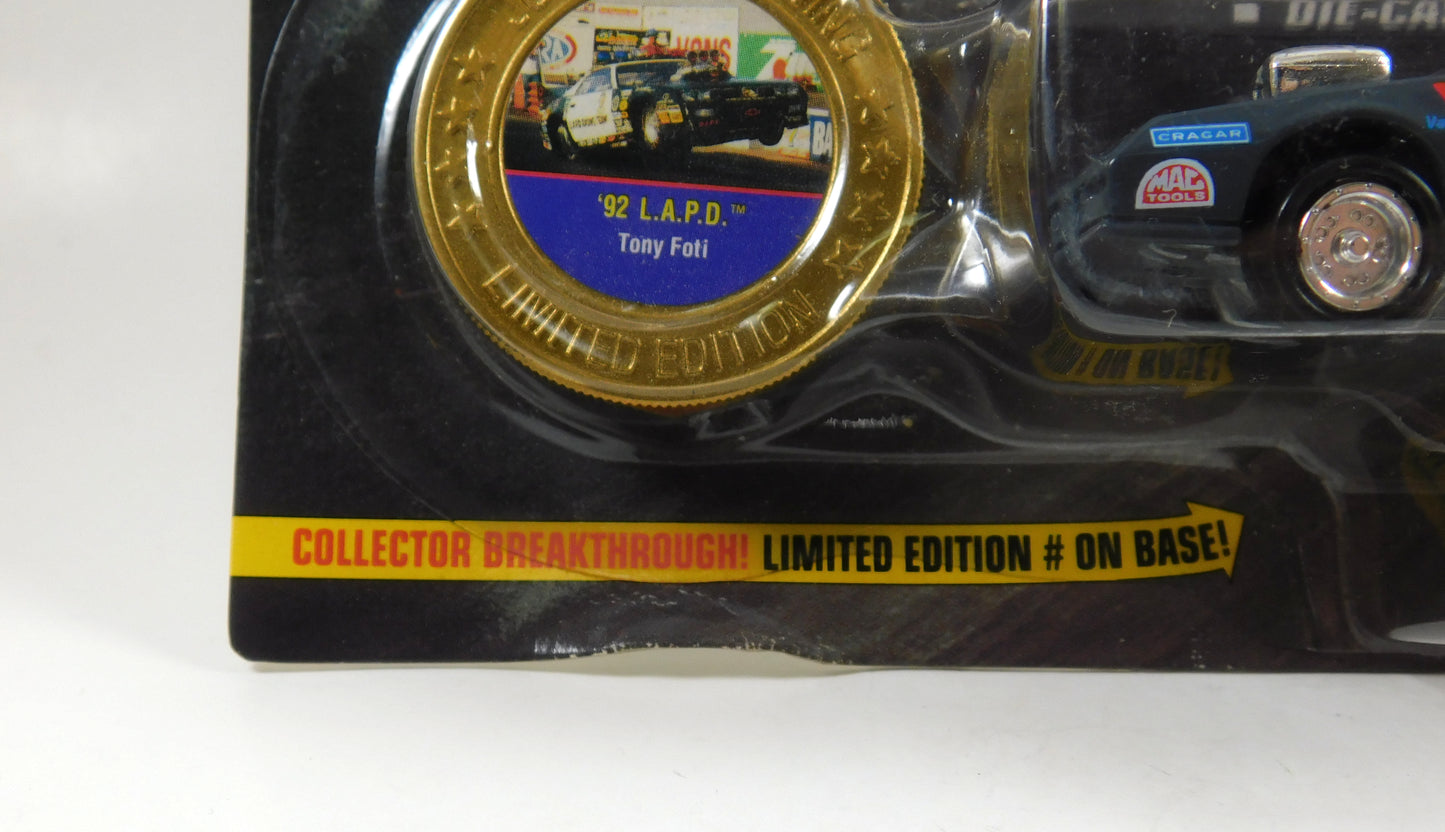 DIE-CA
CRAGAR
MAC
TOOLS
'92 L.A.P.D.™
Tony Foti
LIMITED EDITION
COLLECTOR BREAKTHROUGH! LIMITED EDITION # ON BASE!